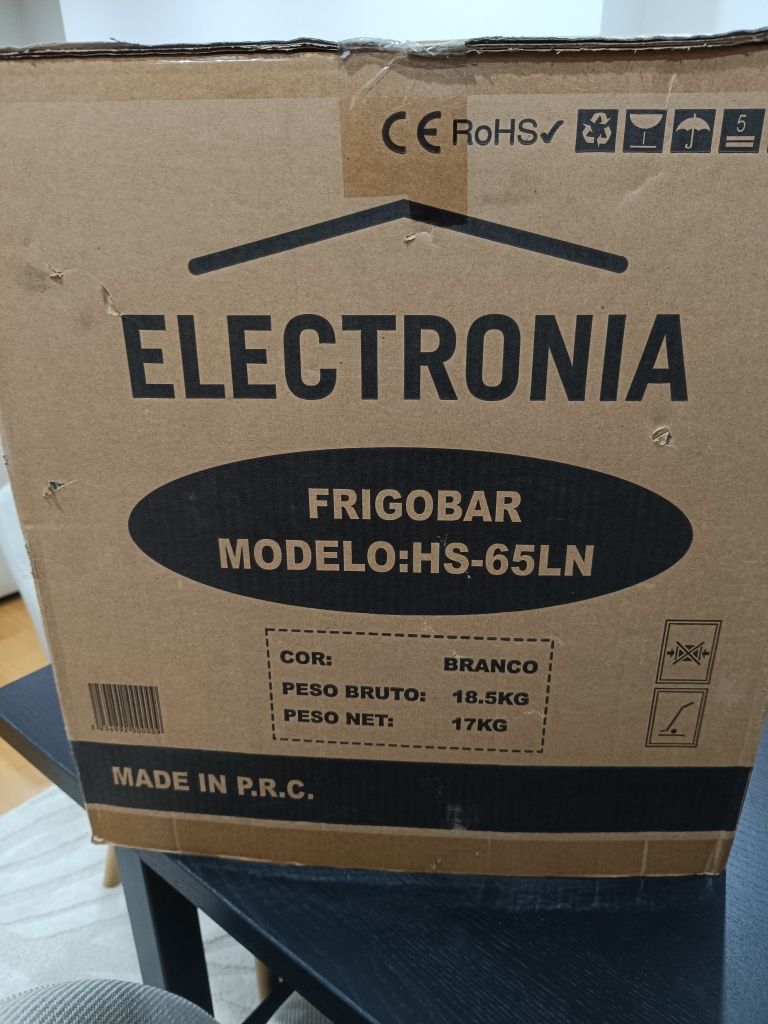 CE RoHS✓
5
ELECTRONIA
FRIGOBAR
MODELO:HS-65LN
COR: BRANCO
PESO BRUTO: 18.5KG
PESO NET: 17KG
MADE IN P.R.C.